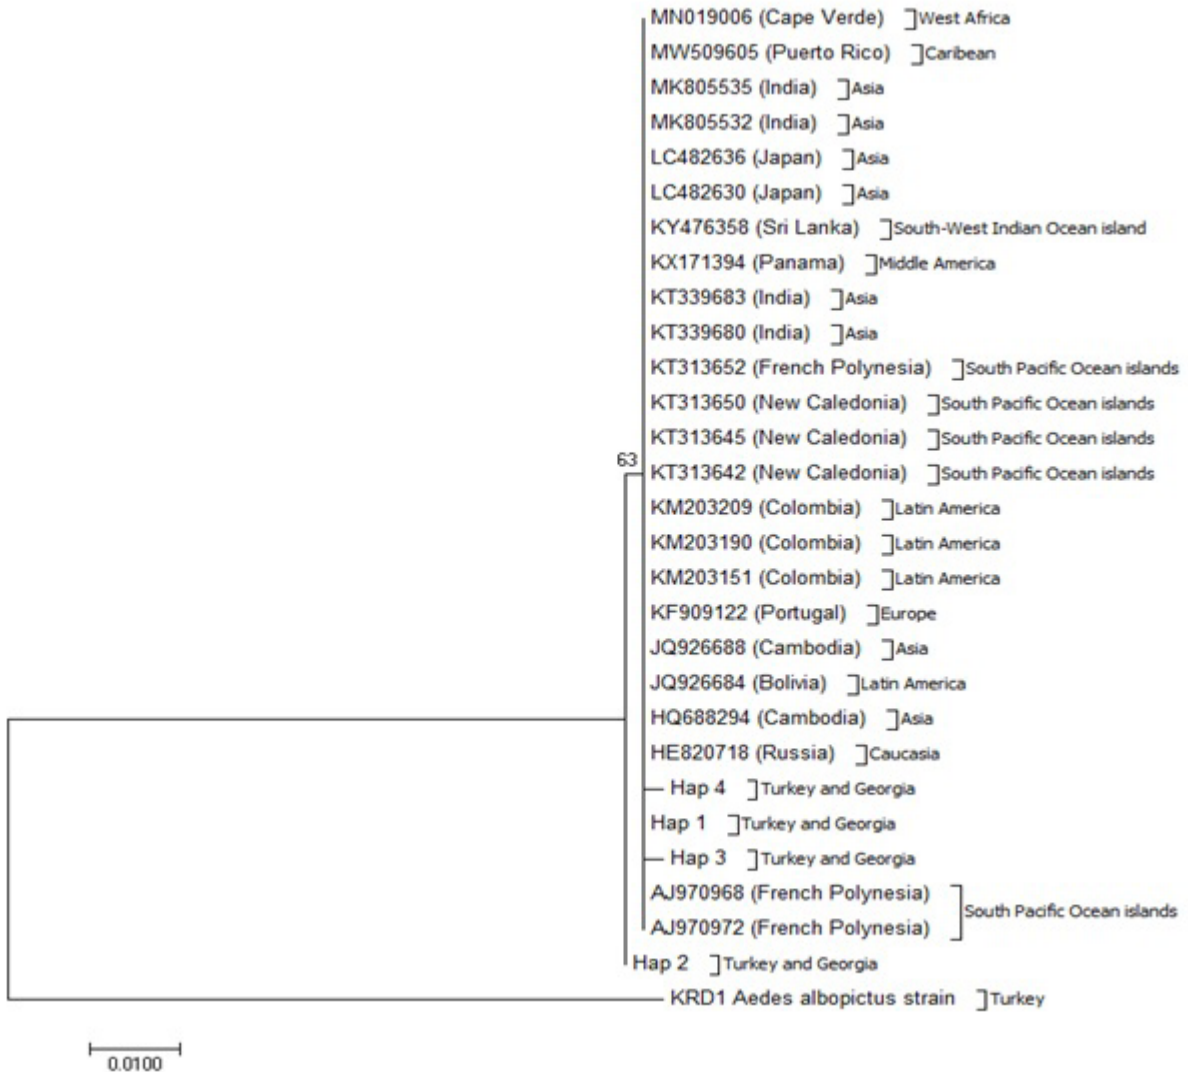 MN019006 (Cape Verde) West Africa
MW509605 (Puerto Rico) Caribean
MK805535 (India) Asia
MK805532 (India) Asia
LC482636 (Japan) Asia
LC482630 (Japan) Asia
KY476358 (Sri Lanka) South-West Indian Ocean island
KX171394 (Panama) Middle America
KT339683 (India) Asia
KT339680 (India) Asia
KT313652 (French Polynesia) South Pacific Ocean islands
KT313650 (New Caledonia) South Pacific Ocean islands
KT313645 (New Caledonia) South Pacific Ocean islands
63
KT313642 (New Caledonia) South Pacific Ocean islands
KM203209 (Colombia) Latin America
KM203190 (Colombia) Latin America
KM203151 (Colombia) Latin America
KF909122 (Portugal) Europe
JQ926688 (Cambodia) Asia
JQ926684 (Bolivia) Latin America
HQ688294 (Cambodia) Asia
HE820718 (Russia) Caucasia
Hap 4 Turkey and Georgia
Hap 1 Turkey and Georgia
Hap 3 Turkey and Georgia
AJ970968 (French Polynesia)
South Pacific Ocean islands
AJ970972 (French Polynesia)
Hap 2 Turkey and Georgia
KRD1 Aedes albopictus strain Turkey
0.0100